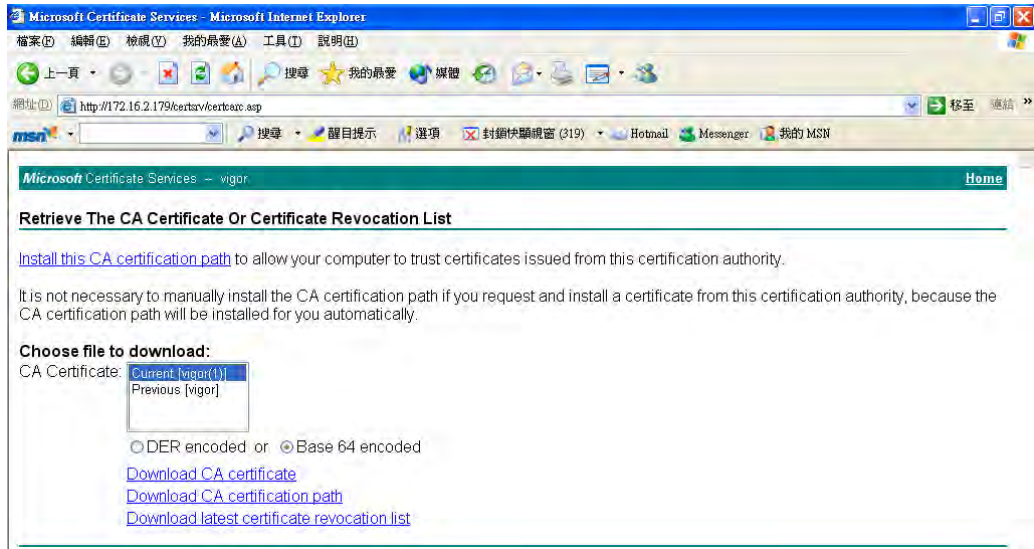 Microsoft Certificate Services - Microsoft Internet Explorer
檔案(F) 編輯(E) 檢視(V) 我的最愛(A) 工具(T) 說明(H)
上一頁 搜尋 我的最愛 媒體
網址(D) http://172.16.2.179/certsrv/certcarc.asp 移至 連結 »
msn 搜尋 醒目提示 選項 封鎖快顯視窗 (319) Hotmail Messenger 我的 MSN
Microsoft Certificate Services -- vigor Home
Retrieve The CA Certificate Or Certificate Revocation List
Install this CA certification path to allow your computer to trust certificates issued from this certification authority.
It is not necessary to manually install the CA certification path if you request and install a certificate from this certification authority, because the
CA certification path will be installed for you automatically.
Choose file to download:
CA Certificate: Current [vigor(1)]
Previous [vigor]
DER encoded or Base 64 encoded
Download CA certificate
Download CA certification path
Download latest certificate revocation list